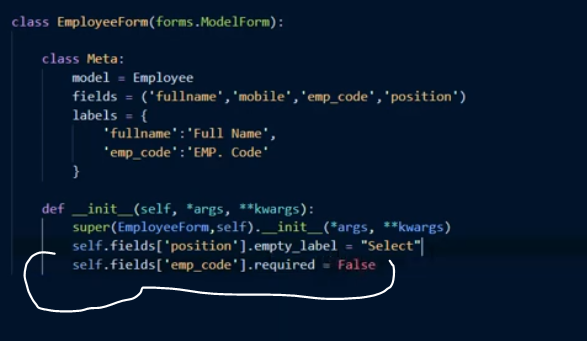 class EmployeeForm(forms.ModelForm):
class Meta:
model = Employee
fields = ('fullname','mobile','emp_code','position')
labels = {
'fullname':'Full Name',
'emp_code':'EMP. Code'
}
def __init__(self, *args, **kwargs):
super(EmployeeForm,self).__init__(*args, **kwargs)
self.fields['position'].empty_label = "Select"
self.fields['emp_code'].required = False